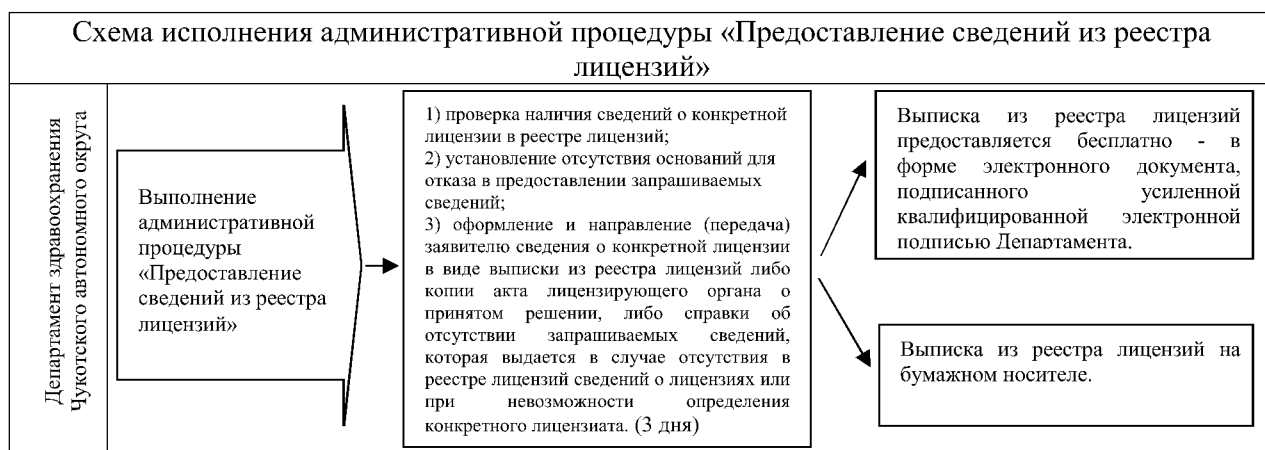 Схема исполнения административной процедуры «Предоставление сведений из реестра
лицензий»
Департамент здравоохранения
Чукотского автономного округа
Выполнение
административной
процедуры
«Предоставление
сведений из реестра
лицензий»
1) проверка наличия сведений о конкретной
лицензии в реестре лицензий;
2) установление отсутствия оснований для
отказа в предоставлении запрашиваемых
сведений;
3) оформление и направление (передача)
заявителю сведения о конкретной лицензии
в виде выписки из реестра лицензий либо
копии акта лицензирующего органа о
принятом решении, либо справки об
отсутствии запрашиваемых сведений,
которая выдается в случае отсутствия в
реестре лицензий сведений о лицензиях или
при невозможности определения
конкретного лицензиата. (3 дня)
Выписка из реестра лицензий
предоставляется бесплатно - в
форме электронного документа,
подписанного усиленной
квалифицированной электронной
подписью Департамента.
Выписка из реестра лицензий на
бумажном носителе.